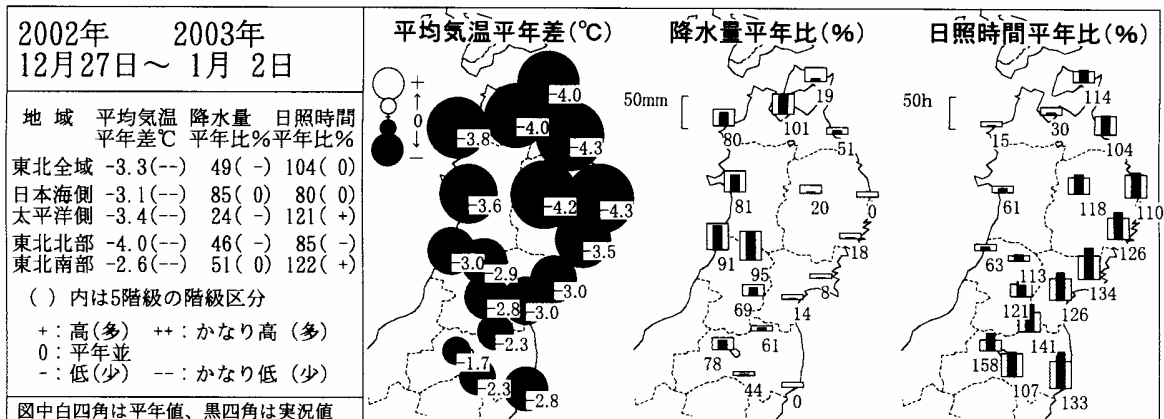 2002年 2003年
12月27日～ 1月 2日
地 域 平均気温 降水量 日照時間
平年差℃ 平年比% 平年比%
東北全域 -3.3(--) 49( -) 104( 0)
日本海側 -3.1(--) 85( 0) 80( 0)
太平洋側 -3.4(--) 24( -) 121( +)
東北北部 -4.0(--) 46( -) 85( -)
東北南部 -2.6(--) 51( 0) 122( +)
( ) 内は5階級の階級区分
+：高(多) ++：かなり高 (多)
0：平年並
-：低(少) --：かなり低 (少)
図中白四角は平年値、黒四角は実況値
平均気温平年差(℃)
+
↑
0
↓
-
-4.0
-3.8
-4.0
-4.3
-3.6
-4.2
-4.3
-3.5
-3.0
-2.9
-3.0
-2.8
-3.0
-2.3
-1.7
-2.3
-2.8
降水量平年比(%)
50mm
19
101
80
51
81
20
0
18
91
95
8
69
14
61
78
44
0
日照時間平年比(%)
50h
114
30
15
104
61
118
110
126
63
113
134
121
126
141
158
107
133